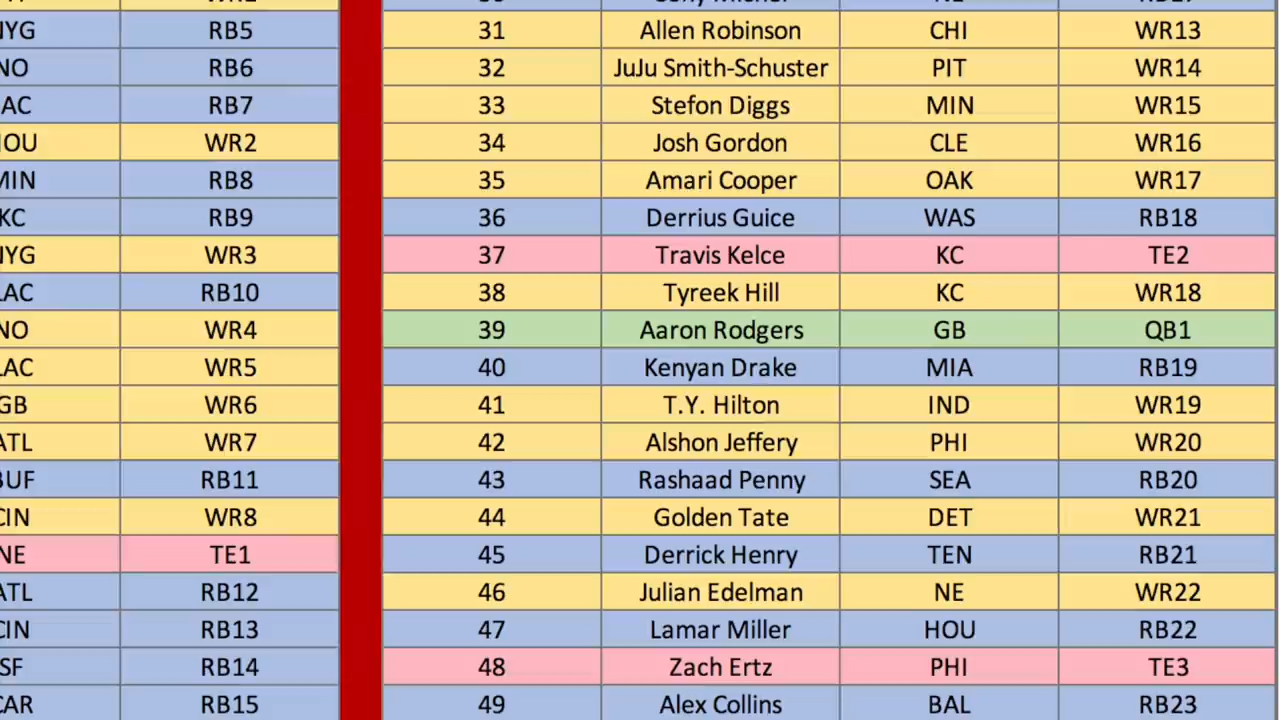 NYG RB5
NO RB6
AC RB7
HOU WR2
MIN RB8
KC RB9
NYG WR3
LAC RB10
NO WR4
LAC WR5
GB WR6
ATL WR7
BUF RB11
CIN WR8
NE TE1
ATL RB12
CIN RB13
SF RB14
CAR RB15
31 Allen Robinson CHI WR13
32 JuJu Smith-Schuster PIT WR14
33 Stefon Diggs MIN WR15
34 Josh Gordon CLE WR16
35 Amari Cooper OAK WR17
36 Derrius Guice WAS RB18
37 Travis Kelce KC TE2
38 Tyreek Hill KC WR18
39 Aaron Rodgers GB QB1
40 Kenyan Drake MIA RB19
41 T.Y. Hilton IND WR19
42 Alshon Jeffery PHI WR20
43 Rashaad Penny SEA RB20
44 Golden Tate DET WR21
45 Derrick Henry TEN RB21
46 Julian Edelman NE WR22
47 Lamar Miller HOU RB22
48 Zach Ertz PHI TE3
49 Alex Collins BAL RB23